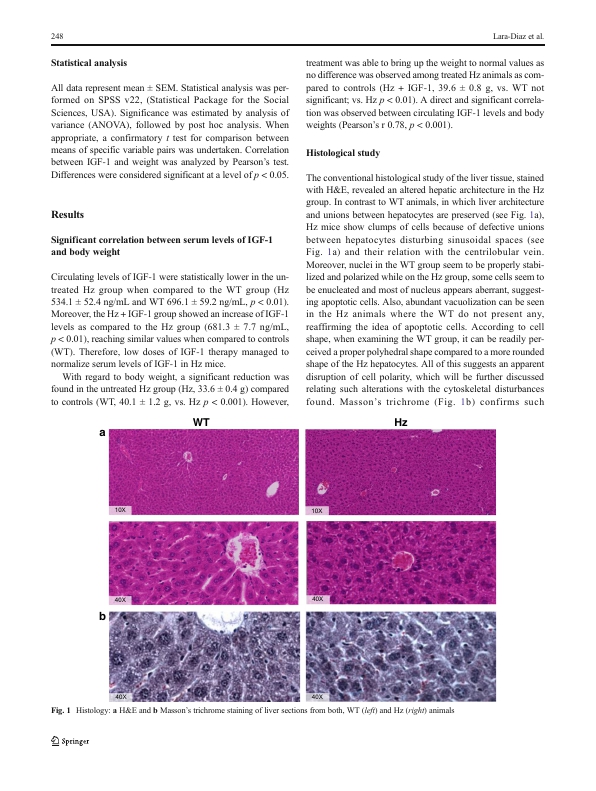 248
Lara-Diaz et al.
Statistical analysis
All data represent mean ± SEM. Statistical analysis was per-
formed on SPSS v22, (Statistical Package for the Social
Sciences, USA). Significance was estimated by analysis of
variance (ANOVA), followed by post hoc analysis. When
appropriate, a confirmatory t test for comparison between
means of specific variable pairs was undertaken. Correlation
between IGF-1 and weight was analyzed by Pearson's test.
Differences were considered significant at a level of p < 0.05.
Results
Significant correlation between serum levels of IGF-1
and body weight
Circulating levels of IGF-1 were statistically lower in the un-
treated Hz group when compared to the WT group (Hz
534.1 ± 52.4 ng/mL and WT 696.1 ± 59.2 ng/mL, p < 0.01).
Moreover, the Hz + IGF-1 group showed an increase of IGF-1
levels as compared to the Hz group (681.3 ± 7.7 ng/mL,
p < 0.01), reaching similar values when compared to controls
(WT). Therefore, low doses of IGF-1 therapy managed to
normalize serum levels of IGF-1 in Hz mice.
With regard to body weight, a significant reduction was
found in the untreated Hz group (Hz, 33.6 ± 0.4 g) compared
to controls (WT, 40.1 ± 1.2 g, vs. Hz p < 0.001). However,
treatment was able to bring up the weight to normal values as
no difference was observed among treated Hz animals as com-
pared to controls (Hz + IGF-1, 39.6 ± 0.8 g, vs. WT not
significant; vs. Hz p < 0.01). A direct and significant correla-
tion was observed between circulating IGF-1 levels and body
weights (Pearson's r 0.78, p < 0.001).
Histological study
The conventional histological study of the liver tissue, stained
with H&E, revealed an altered hepatic architecture in the Hz
group. In contrast to WT animals, in which liver architecture
and unions between hepatocytes are preserved (see Fig. 1a),
Hz mice show clumps of cells because of defective unions
between hepatocytes disturbing sinusoidal spaces (see
Fig. 1a) and their relation with the centrilobular vein.
Moreover, nuclei in the WT group seem to be properly stabi-
lized and polarized while on the Hz group, some cells seem to
be enucleated and most of nucleus appears aberrant, suggest-
ing apoptotic cells. Also, abundant vacuolization can be seen
in the Hz animals where the WT do not present any,
reaffirming the idea of apoptotic cells. According to cell
shape, when examining the WT group, it can be readily per-
ceived a proper polyhedral shape compared to a more rounded
shape of the Hz hepatocytes. All of this suggests an apparent
disruption of cell polarity, which will be further discussed
relating such alterations with the cytoskeletal disturbances
found. Masson's trichrome (Fig. 1b) confirms such
WT
Hz
a
10X
10X
40X
40X
b
40X
40X
Fig. 1 Histology: a H&E and b Masson's trichrome staining of liver sections from both, WT (left) and Hz (right) animals
Springer